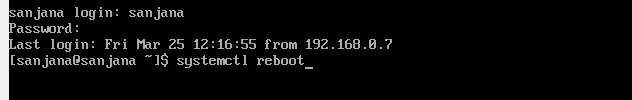 sanjana login: sanjana
Password:
Last login: Fri Mar 25 12:16:55 from 192.168.0.7
[sanjana@sanjana ~]$ systemctl reboot_